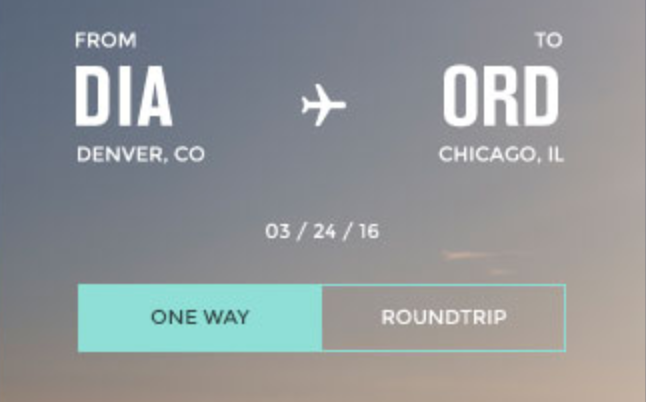 FROM
TO
DIA
ORD
DENVER, CO
CHICAGO, IL
03 / 24 / 16
ONE WAY
ROUNDTRIP